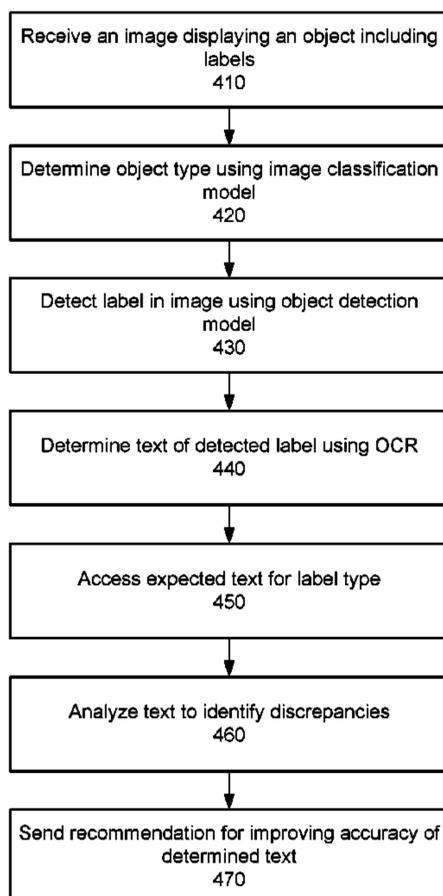 Receive an image displaying an object including
labels
410
Determine object type using image classification
model
420
Detect label in image using object detection
model
430
Determine text of detected label using OCR
440
Access expected text for label type
450
Analyze text to identify discrepancies
460
Send recommendation for improving accuracy of
determined text
470